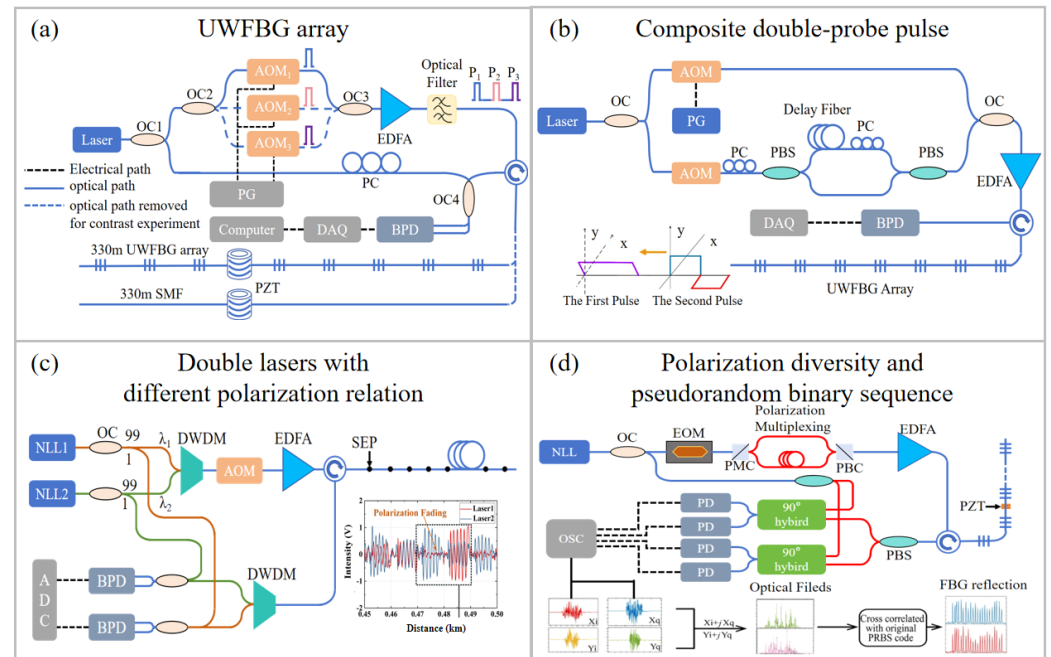 (a)
UWFBG array
AOM1
AOM2
AOM3
OC2
OC3
Optical
Filter
P1
P2
P3
OC1
Laser
EDFA
PC
Electrical path
optical path
optical path removed
for contrast experiment
PG
OC4
Computer
DAQ
BPD
330m UWFBG array
PZT
330m SMF
(b)
Composite double-probe pulse
AOM
OC
OC
Laser
PG
Delay Fiber
PC
PC
PBS
PBS
AOM
EDFA
DAQ
BPD
y
x
y
x
The First Pulse
The Second Pulse
UWFBG Array
(c)
Double lasers with
different polarization relation
NLL1
OC
99
1
λ1
DWDM
EDFA
AOM
SEP
NLL2
99
1
λ2
Polarization Fading
Laser1
Laser2
Intensity (V)
2
1
0
-1
-2
0.45
0.46
0.47
0.48
0.49
0.50
Distance (km)
A
D
C
BPD
BPD
DWDM
(d)
Polarization diversity and
pseudorandom binary sequence
Polarization
Multiplexing
NLL
OC
EOM
PMC
PBC
EDFA
PZT
PD
PD
PD
PD
90°
hybird
90°
hybird
OSC
PBS
Optical Fileds
FBG reflection
Xi
Xq
Yi
Yq
Xi+jXq
Yi+jYq
Cross correlated
with original
PRBS code